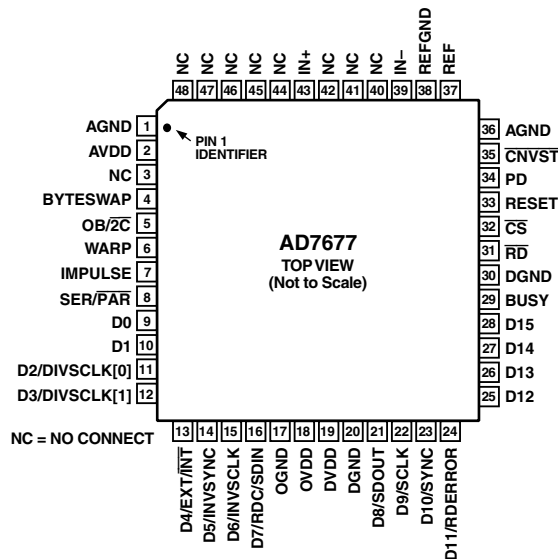 NC
NC
NC
NC
NC
IN+
NC
NC
NC
IN–
REFGND
REF
48 47 46 45 44 43 42 41 40 39 38 37
AGND 1
AVDD 2
NC 3
BYTESWAP 4
OB/2C 5
WARP 6
IMPULSE 7
SER/PAR 8
D0 9
D1 10
D2/DIVSCLK[0] 11
D3/DIVSCLK[1] 12
PIN 1
IDENTIFIER
AD7677
TOP VIEW
(Not to Scale)
36 AGND
35 CNVST
34 PD
33 RESET
32 CS
31 RD
30 DGND
29 BUSY
28 D15
27 D14
26 D13
25 D12
NC = NO CONNECT
13 14 15 16 17 18 19 20 21 22 23 24
D4/EXT/INT
D5/INVSYNC
D6/INVSCLK
D7/RDC/SDIN
OGND
OVDD
DVDD
DGND
D8/SDOUT
D9/SCLK
D10/SYNC
D11/RDERROR